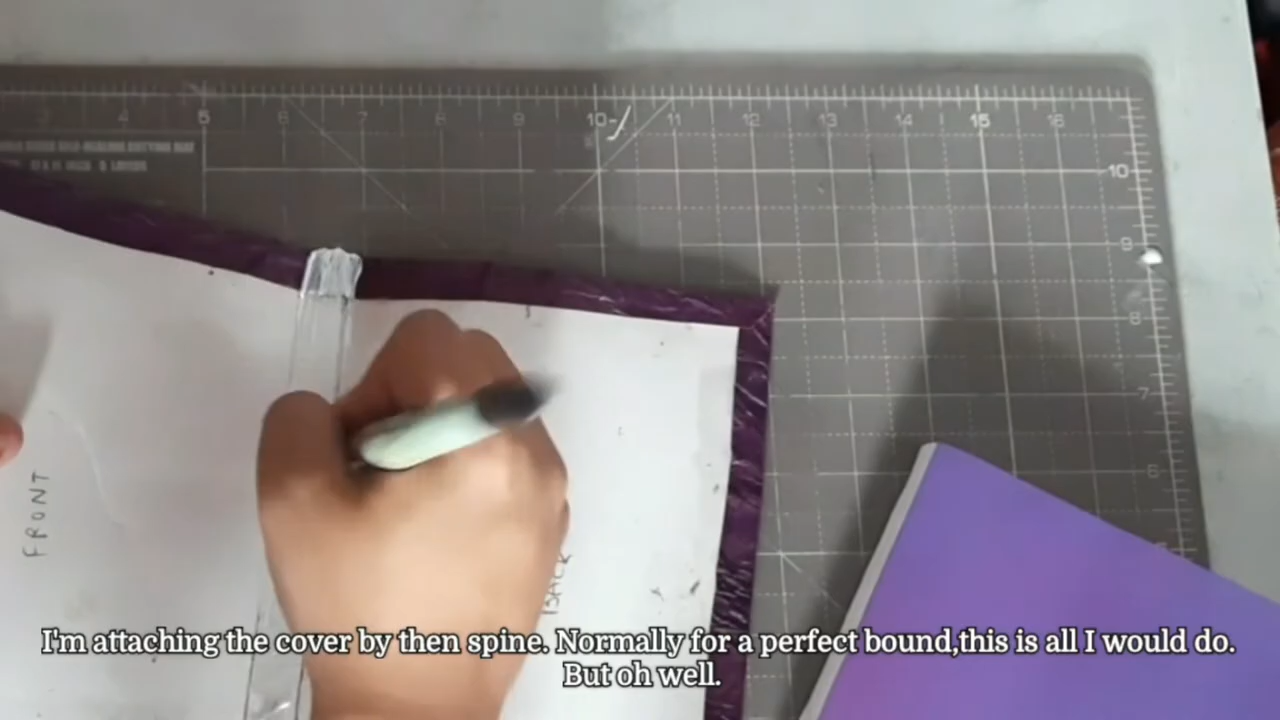 4 5 6 7 8 9 10 11 12 13 14 15 16
10
9
8
7
6
FRONT
BACK
I'm attaching the cover by then spine. Normally for a perfect bound,this is all I would do.
But oh well.